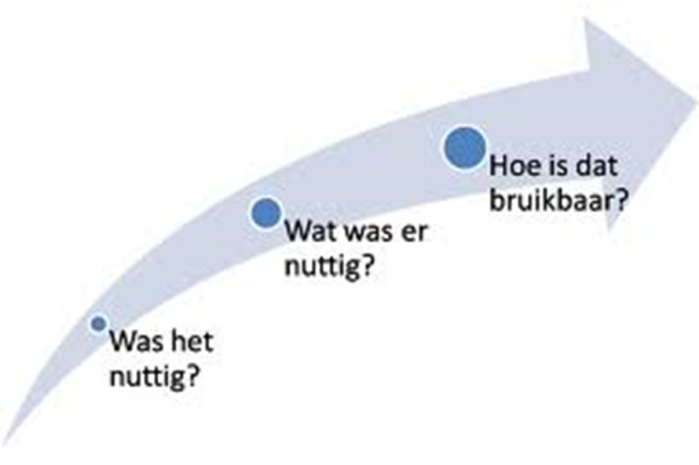 Hoe is dat
bruikbaar?
Wat was er
nuttig?
Was het
nuttig?